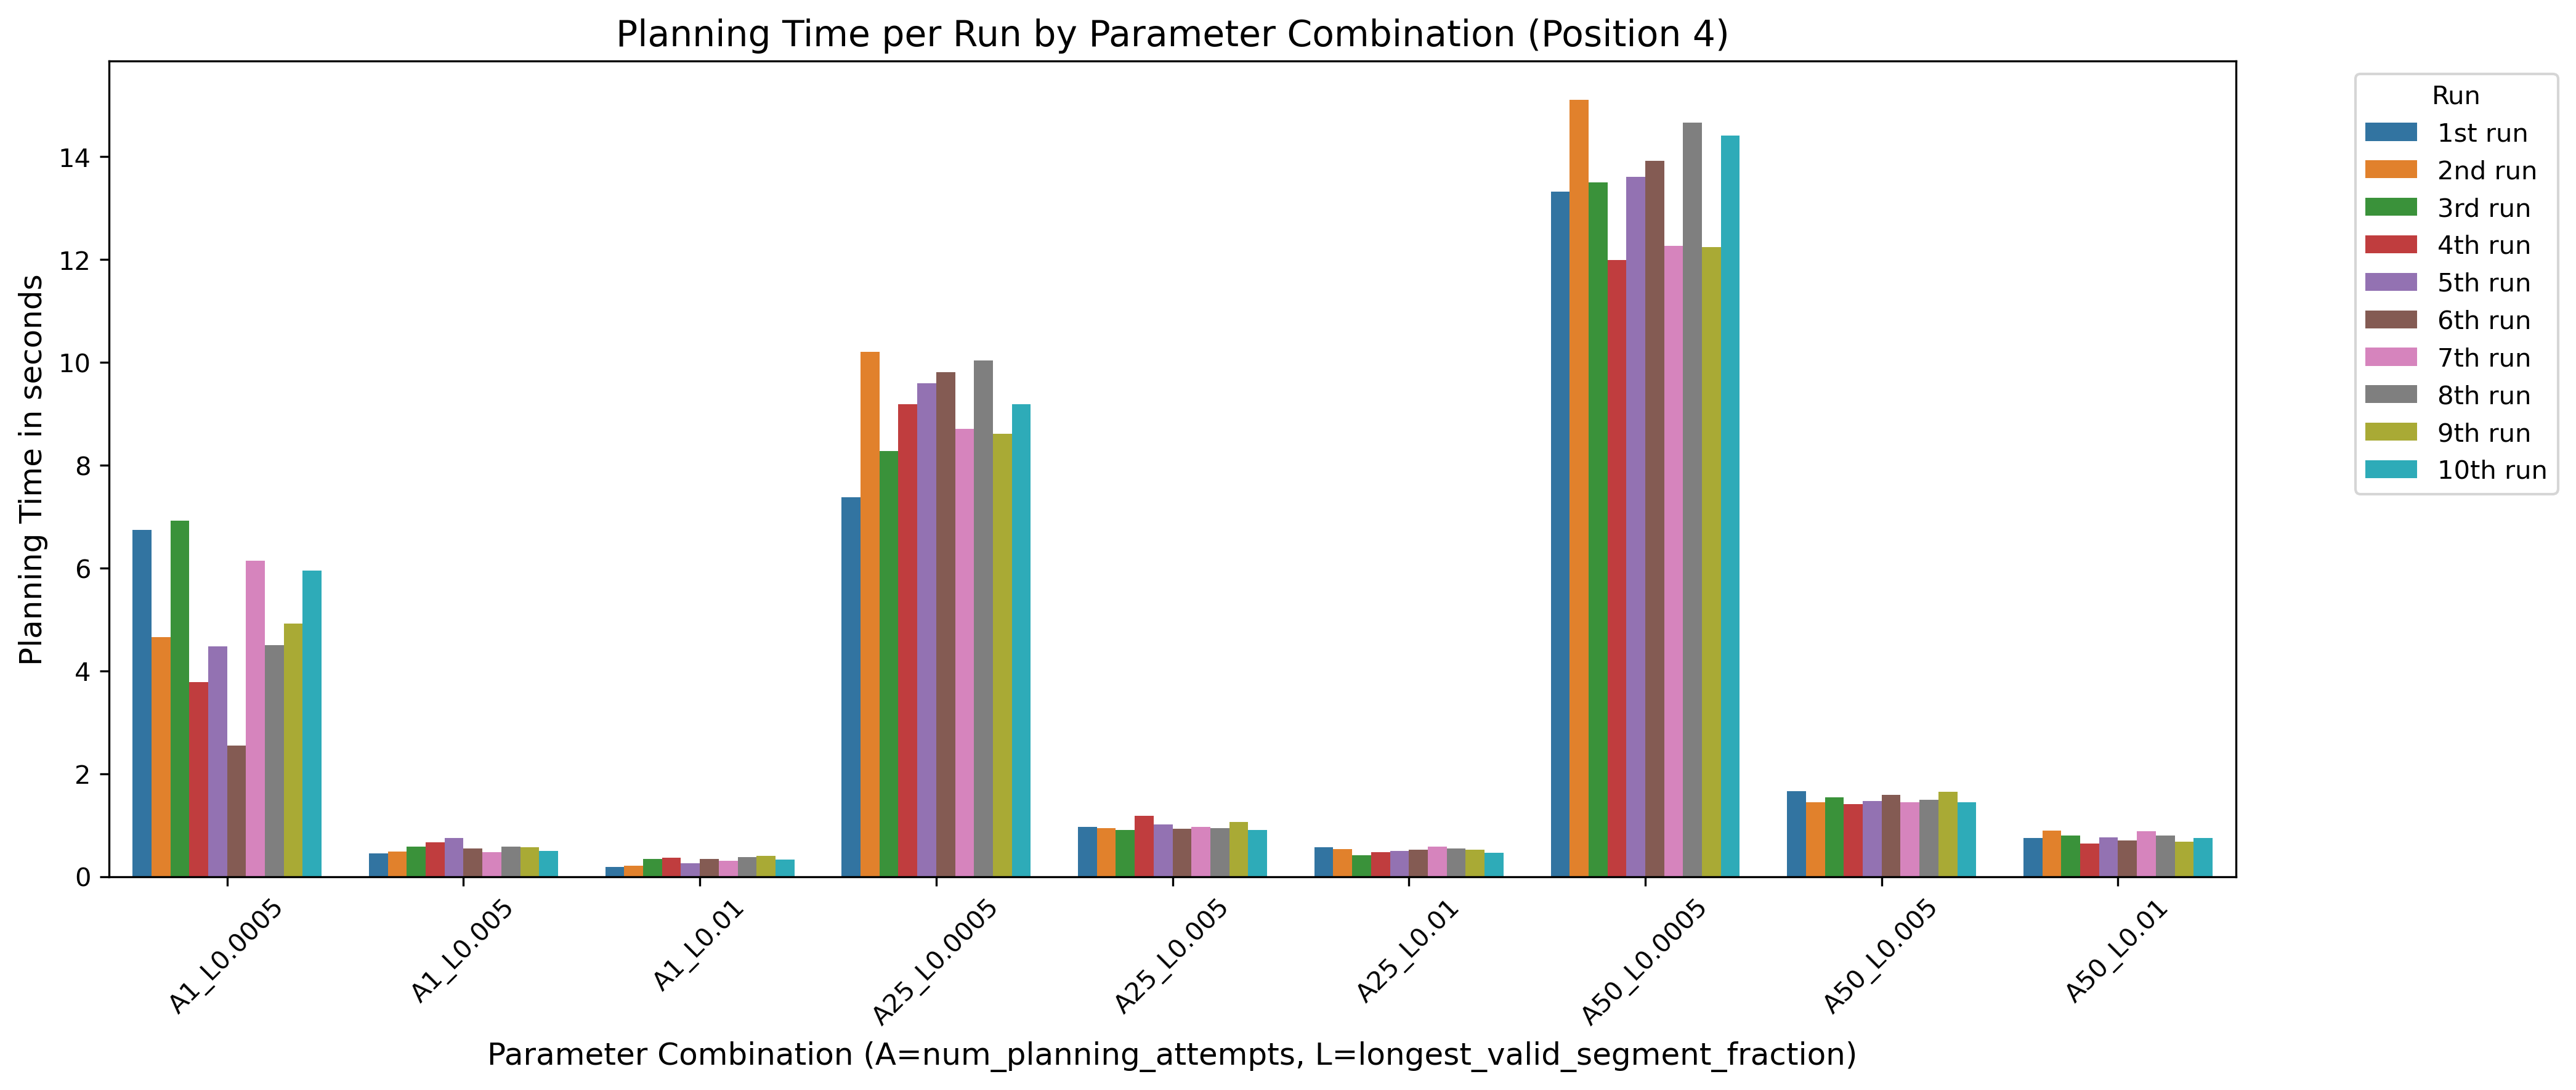 Planning Time per Run by Parameter Combination (Position 4)
Planning Time in seconds
14
12
10
8
6
4
2
0
A1_L0.0005
A1_L0.005
A1_L0.01
A25_L0.0005
A25_L0.005
A25_L0.01
A50_L0.0005
A50_L0.005
A50_L0.01
Parameter Combination (A=num_planning_attempts, L=longest_valid_segment_fraction)
Run
1st run
2nd run
3rd run
4th run
5th run
6th run
7th run
8th run
9th run
10th run